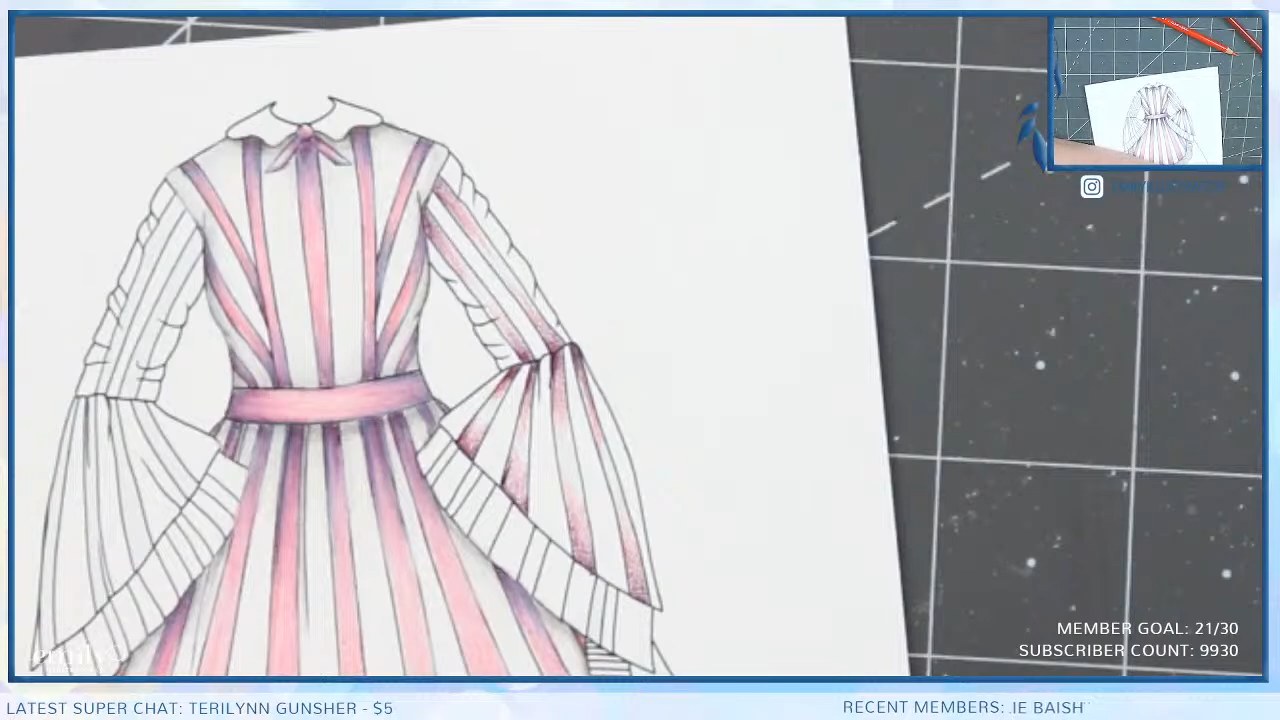 MEMBER GOAL: 21/30
SUBSCRIBER COUNT: 9930
LATEST SUPER CHAT: TERILYNN GUNSHER - $5
RECENT MEMBERS: .IE BAISH